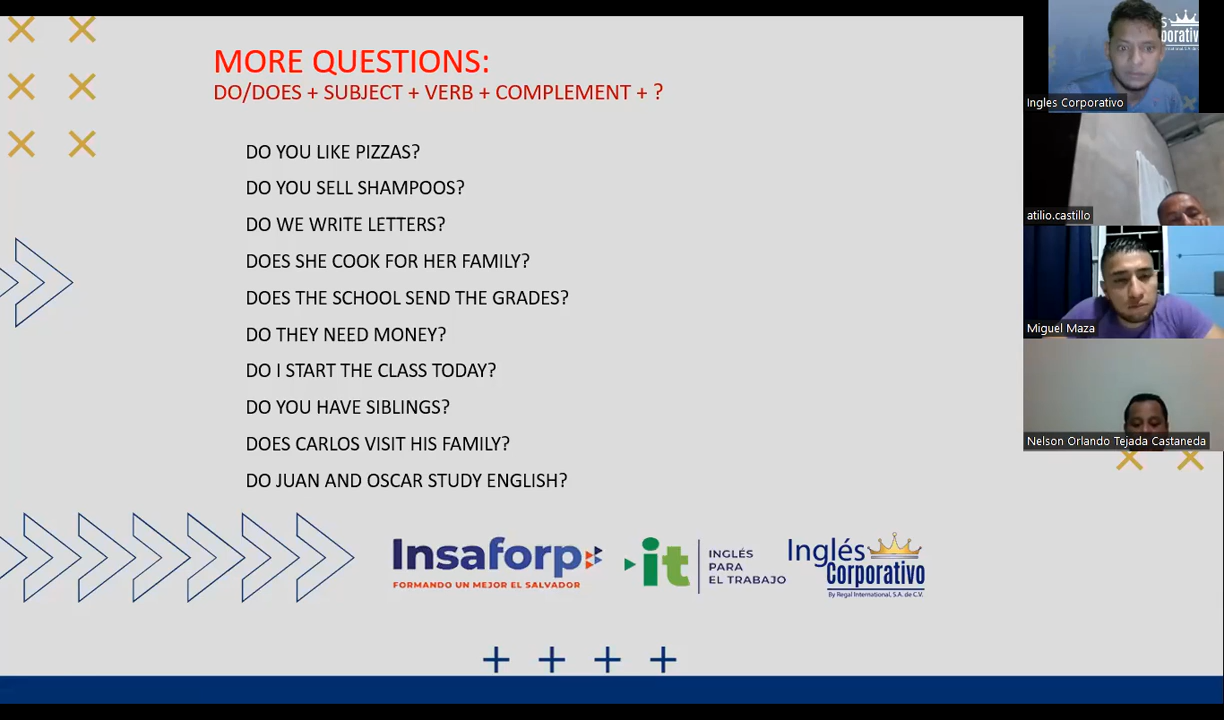 MORE QUESTIONS:
DO/DOES + SUBJECT + VERB + COMPLEMENT + ?
DO YOU LIKE PIZZAS?
DO YOU SELL SHAMPOOS?
DO WE WRITE LETTERS?
DOES SHE COOK FOR HER FAMILY?
DOES THE SCHOOL SEND THE GRADES?
DO THEY NEED MONEY?
DO I START THE CLASS TODAY?
DO YOU HAVE SIBLINGS?
DOES CARLOS VISIT HIS FAMILY?
DO JUAN AND OSCAR STUDY ENGLISH?
Insaforp
FORMANDO UN MEJOR EL SALVADOR
it
INGLÉS
PARA
EL TRABAJO
Inglés
Corporativo
By Regal International, S.A. de C.V.
Ingles Corporativo
atilio.castillo
Miguel Maza
Nelson Orlando Tejada Castaneda